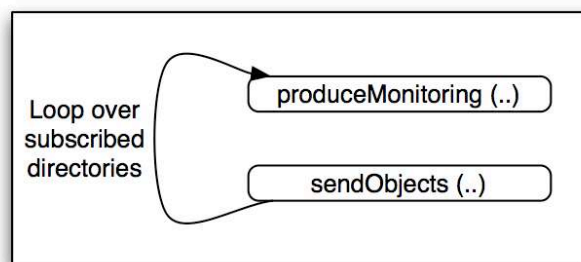 produceMonitoring (..)
Loop over
subscribed
directories
sendObjects (..)